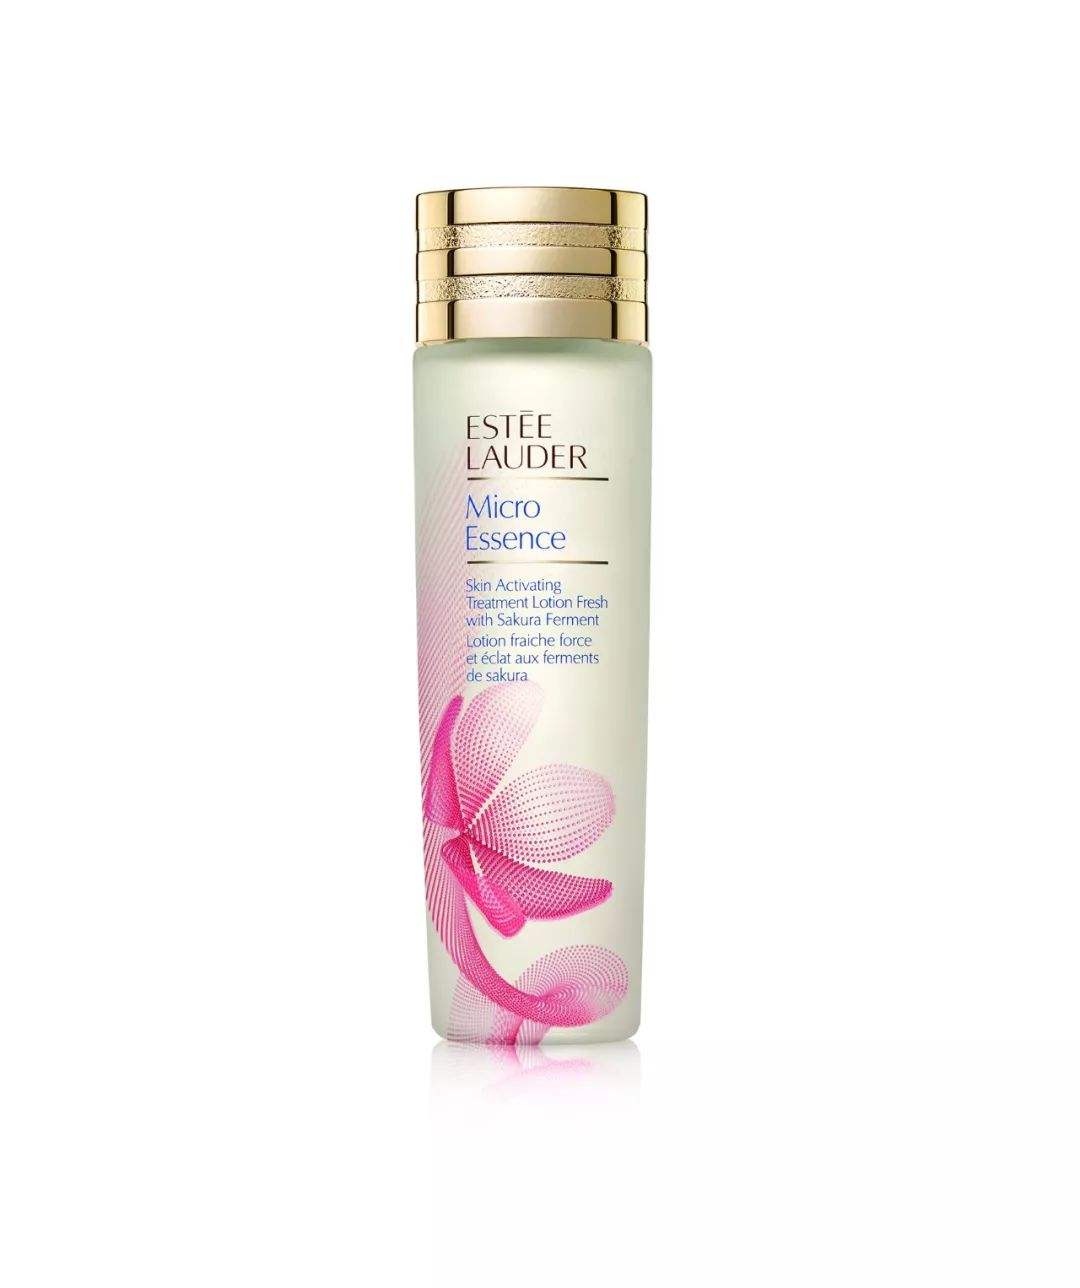 ESTĒE
LAUDER
Micro
Essence
Skin Activating
Treatment Lotion Fresh
with Sakura Ferment
Lotion fraiche force
et éclat aux ferments
de sakura